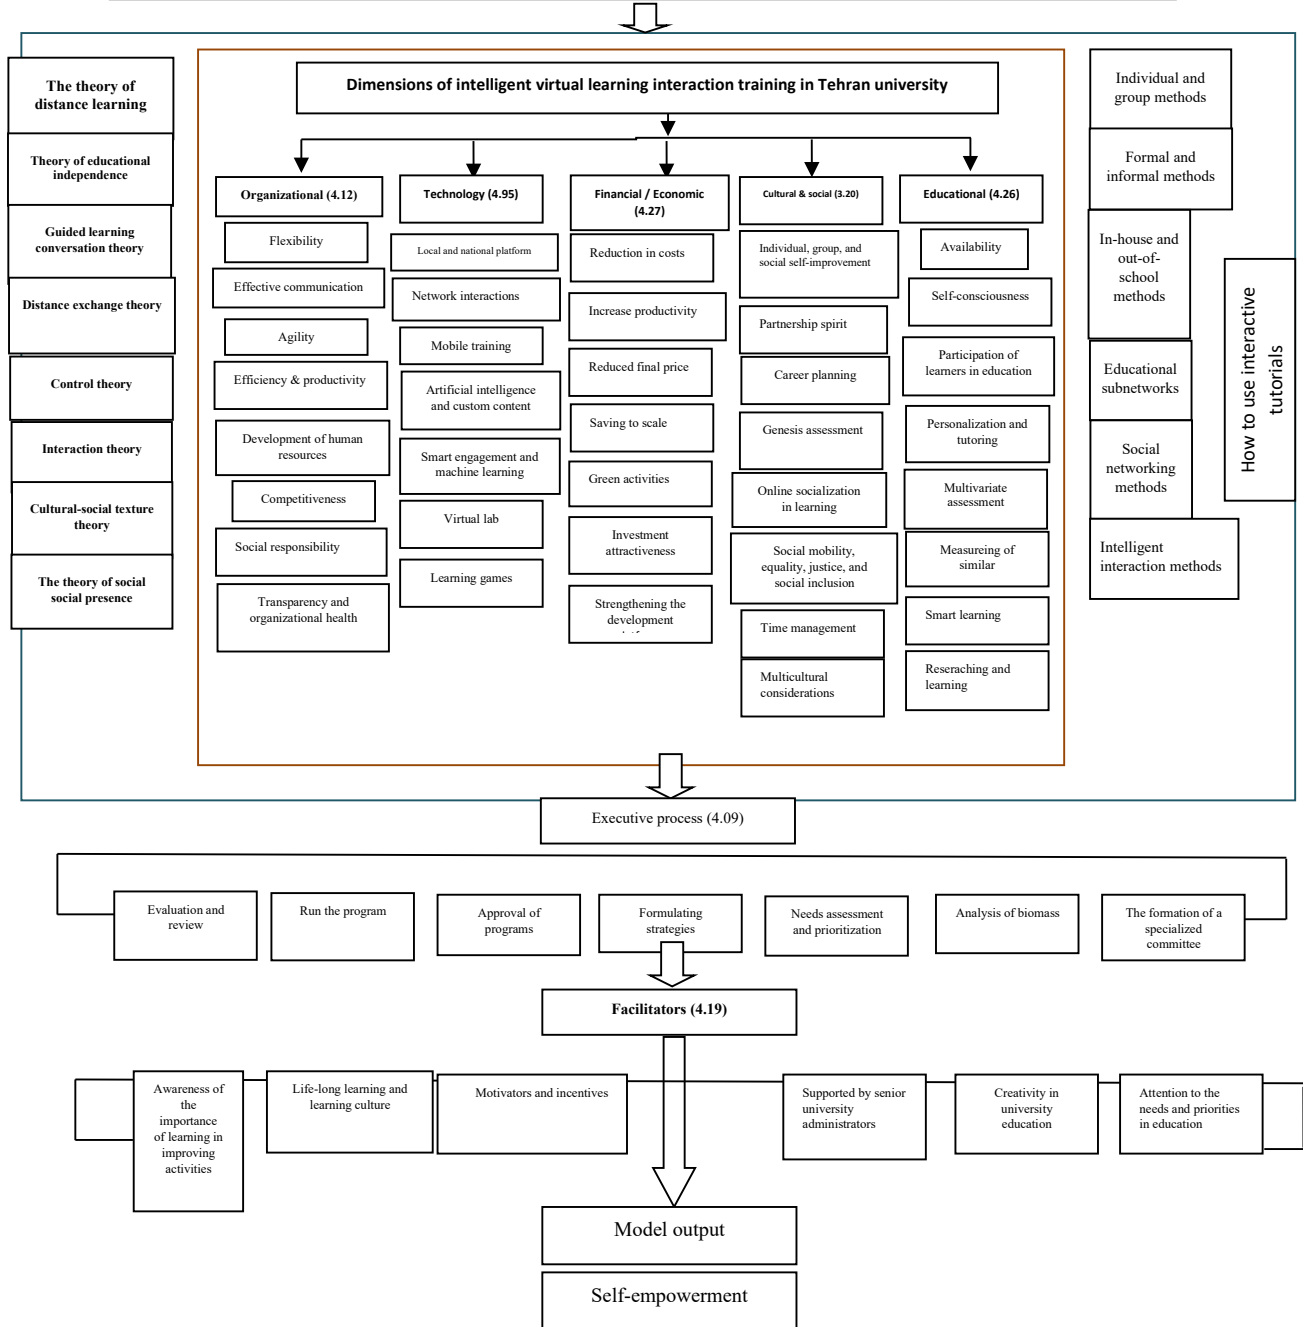 Dimensions of intelligent virtual learning interaction training in Tehran university
The theory of
distance learning
Theory of educational
independence
Guided learning
conversation theory
Distance exchange theory
Control theory
Interaction theory
Cultural-social texture
theory
The theory of social
social presence
Organizational (4.12)
Flexibility
Effective communication
Agility
Efficiency & productivity
Development of human
resources
Competitiveness
Social responsibility
Transparency and
organizational health
Technology (4.95)
Local and national platform
Network interactions
Mobile training
Artificial intelligence
and custom content
Smart engagement and
machine learning
Virtual lab
Learning games
Financial / Economic
(4.27)
Reduction in costs
Increase productivity
Reduced final price
Saving to scale
Green activities
Investment
attractiveness
Strengthening the
development
Cultural & social (3.20)
Individual, group, and
social self-improvement
Partnership spirit
Career planning
Genesis assessment
Online socialization
in learning
Social mobility,
equality, justice, and
social inclusion
Time management
Multicultural
considerations
Educational (4.26)
Availability
Self-consciousness
Participation of
learners in education
Personalization and
tutoring
Multivariate
assessment
Measureing of
similar
Smart learning
Reseraching and
learning
Individual and
group methods
Formal and
informal methods
In-house and
out-of-
school
methods
Educational
subnetworks
Social
networking
methods
Intelligent
interaction methods
How to use interactive
tutorials
Executive process (4.09)
Evaluation and
review
Run the program
Approval of
programs
Formulating
strategies
Needs assessment
and prioritization
Analysis of biomass
The formation of a
specialized
committee
Facilitators (4.19)
Awareness of
the
importance
of learning in
improving
activities
Life-long learning and
learning culture
Motivators and incentives
Supported by senior
university
administrators
Creativity in
university
education
Attention to the
needs and priorities
in education
Model output
Self-empowerment